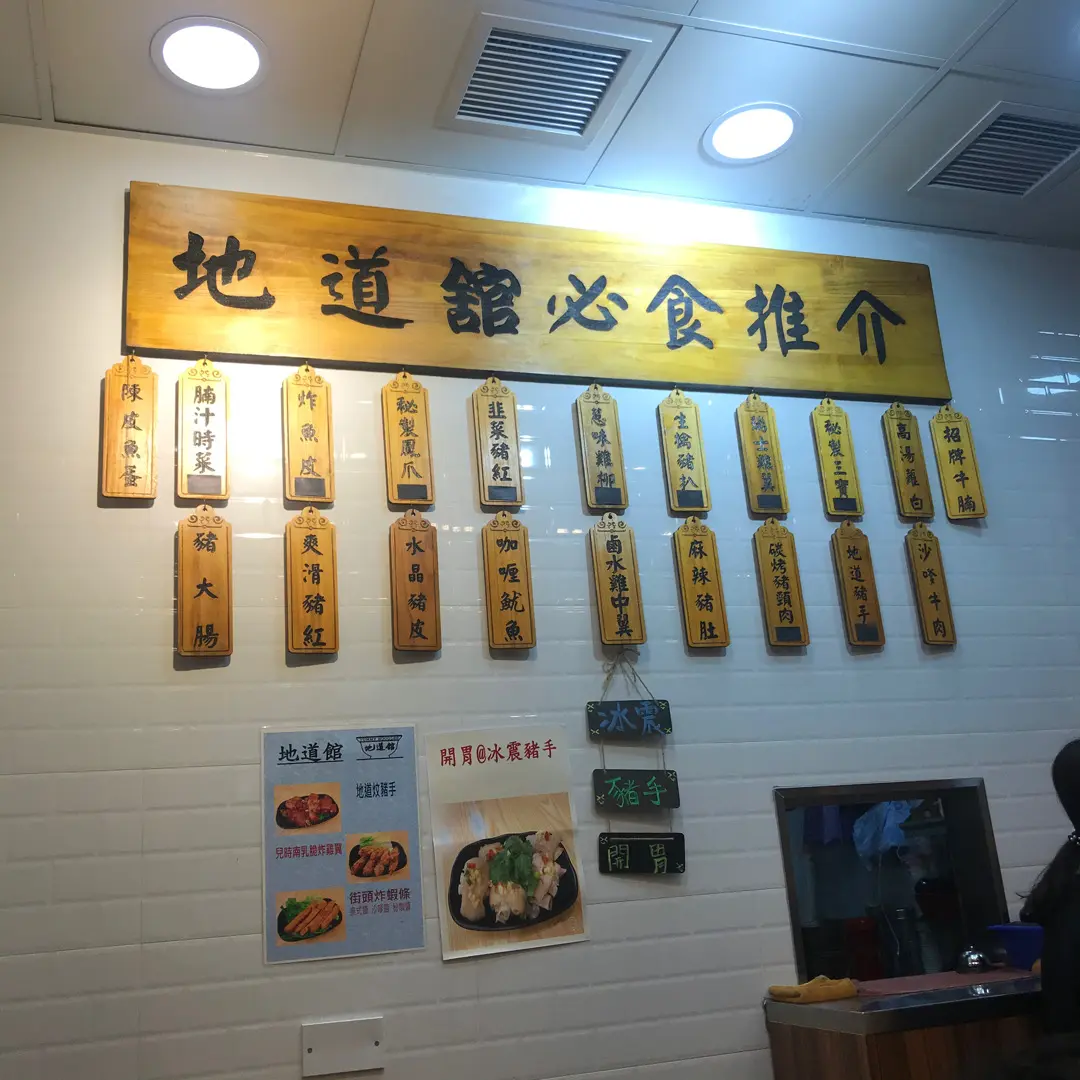 地道館必食推介
陳皮魚蛋
腩汁時菜
炸魚皮
秘製鳳爪
韭菜豬紅
葱味雞柳
生擒豬扒
瑞士雞翼
秘製三寶
高湯蘿白
招牌牛腩
豬大腸
爽滑豬紅
水晶豬皮
咖喱魷魚
鹵水雞中翼
麻辣豬肚
碳烤豬頸肉
地道豬手
沙嗲牛肉
冰震
豬手
開胃
地道館
地道館
地道炆豬手
兒時南乳脆炸雞翼
街頭炸蝦條
開胃@冰震豬手